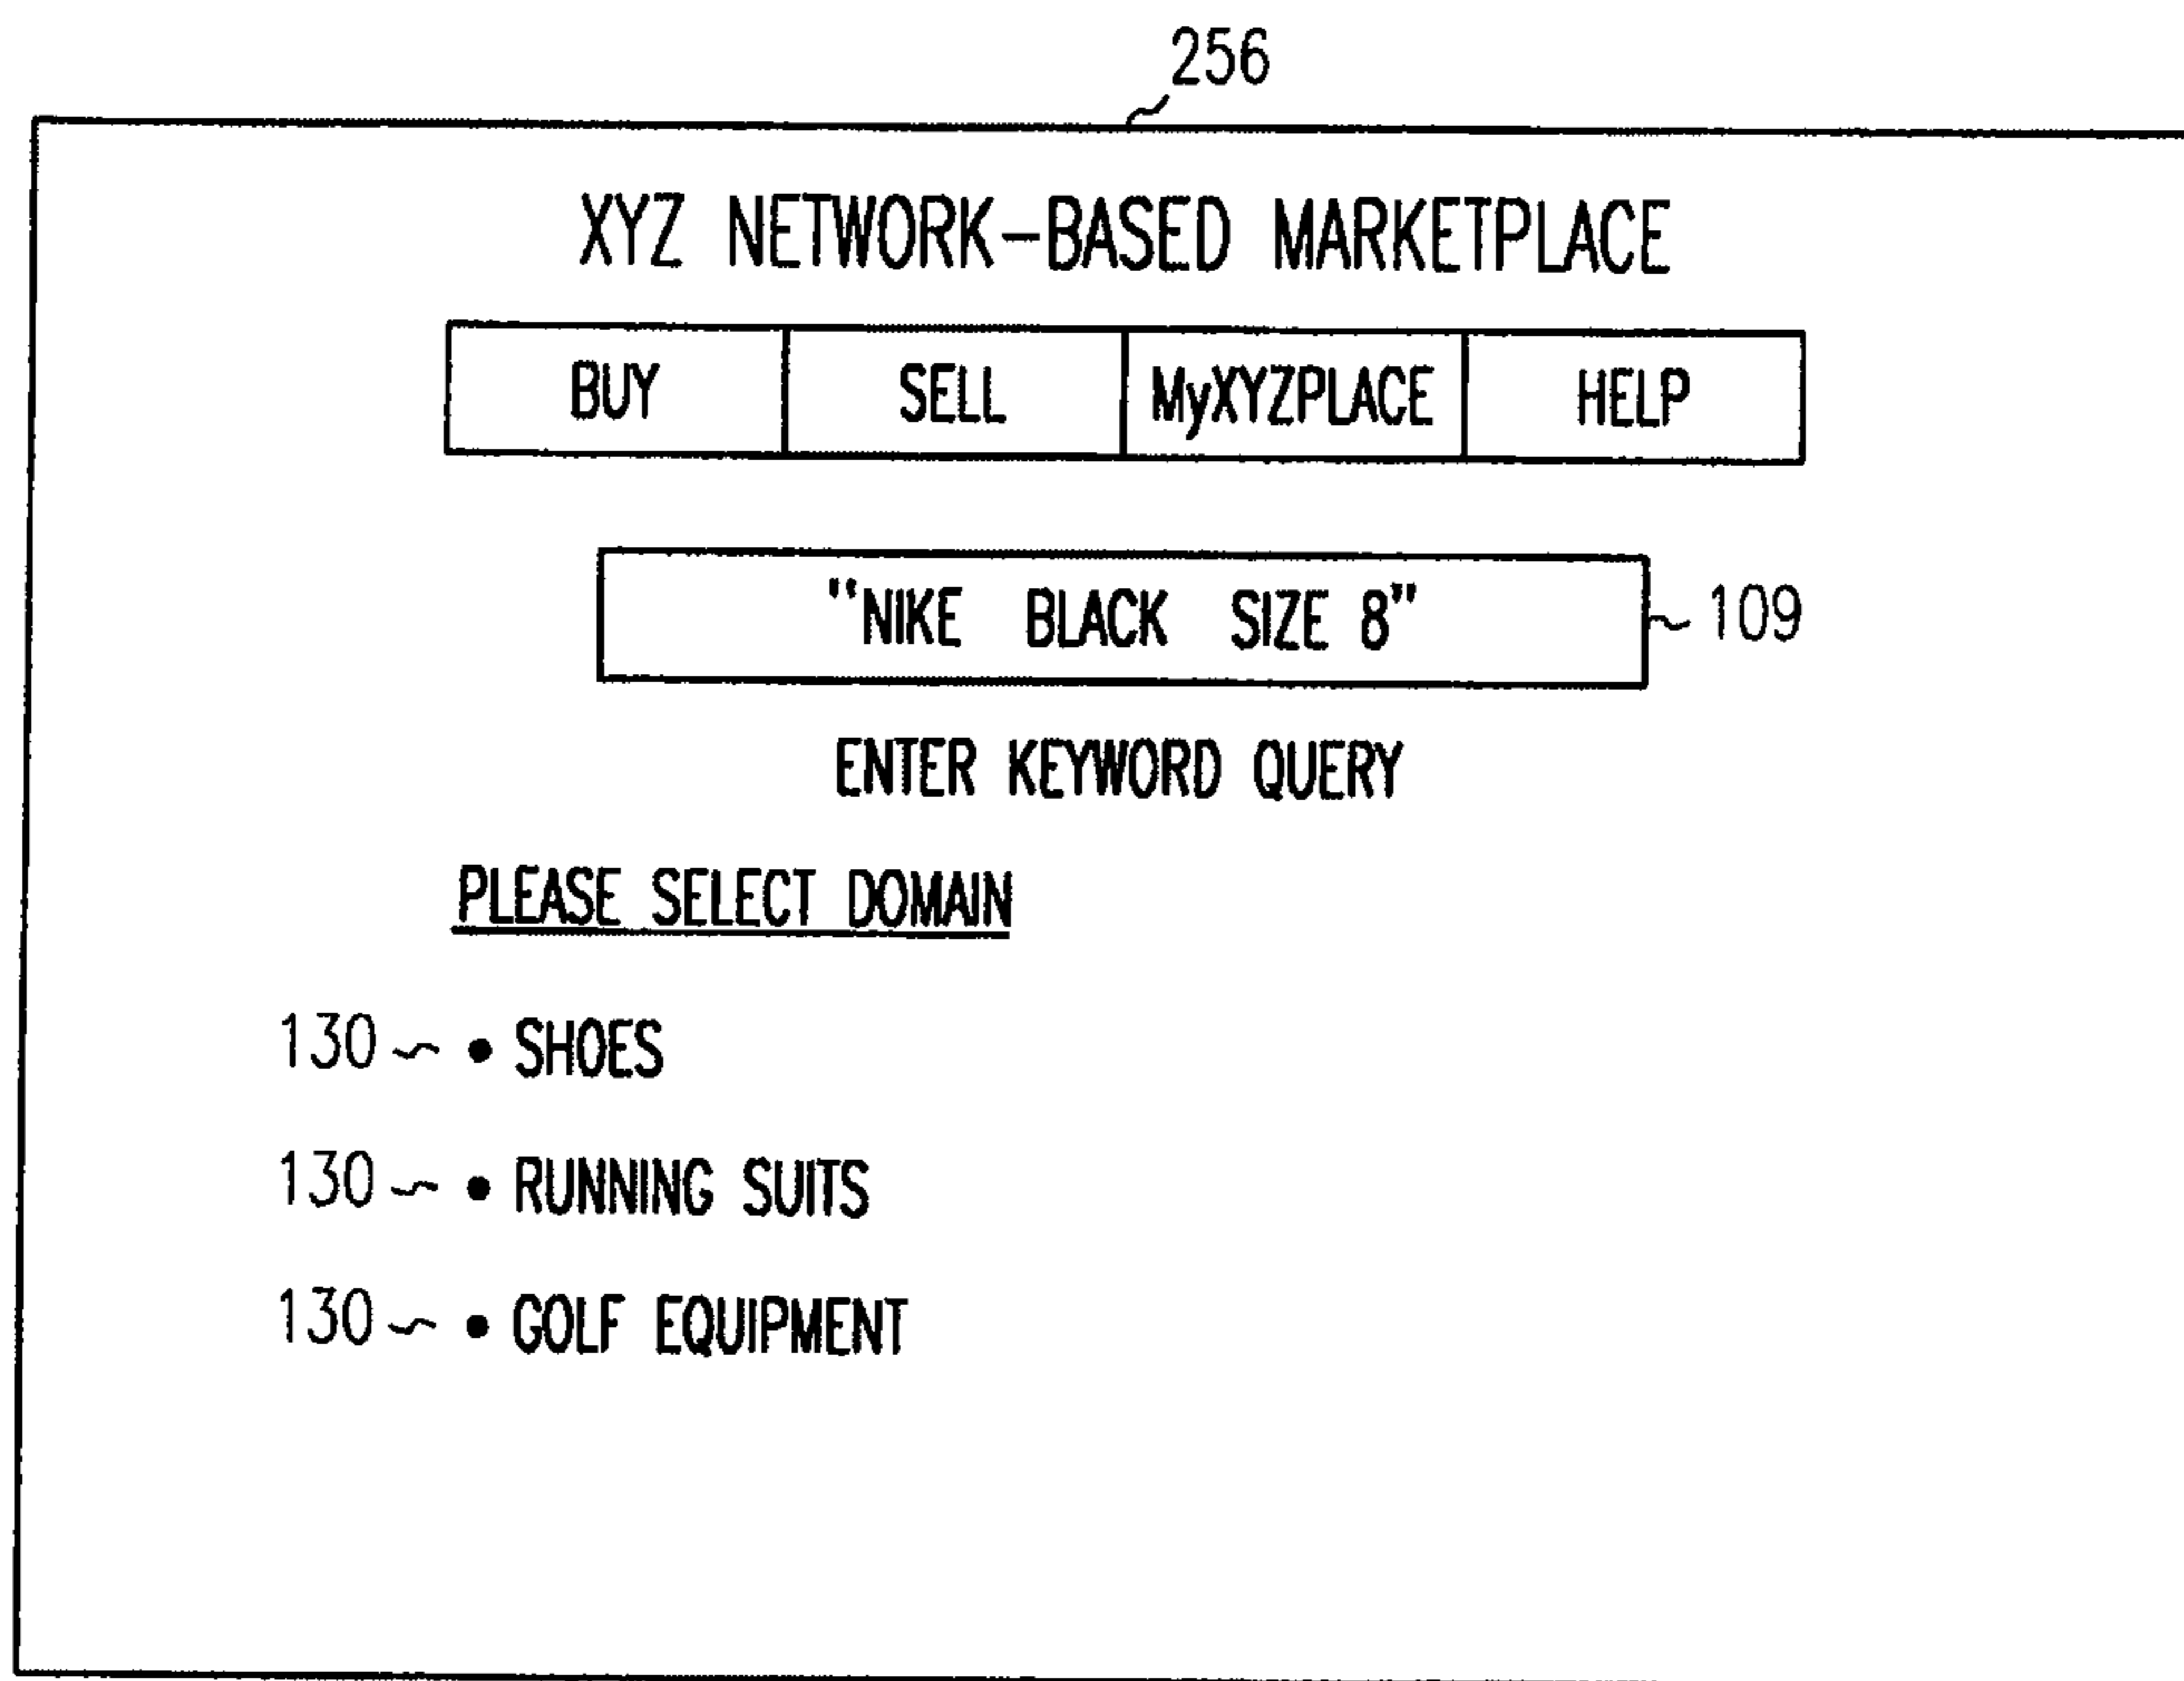 256
XYZ NETWORK-BASED MARKETPLACE
BUY SELL MyXYZPLACE HELP
"NIKE BLACK SIZE 8" 109
ENTER KEYWORD QUERY
PLEASE SELECT DOMAIN
130 • SHOES
130 • RUNNING SUITS
130 • GOLF EQUIPMENT